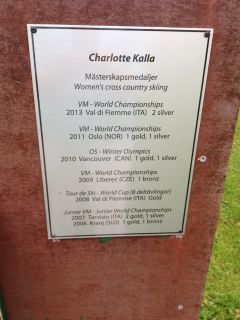 Charlotte Kalla
Mästerskapsmedaljer
Women's cross country skiing
VM - World Championships
2013 Val di Fiemme (ITA) 2 silver
VM - World Championships
2011 Oslo (NOR) 1 gold, 1 silver
OS - Winter Olympics
2010 Vancouver (CAN) 1 gold, 1 silver
VM - World Championships
2009 Liberec (CZE) 1 bronz
Tour de Ski - World Cup (8 deltävlingar)
2008 Val di Fiemme (ITA) Gold
Junior VM - Junior World Championships
2007 Tarvisio (ITA) 2 gold, 1 silver
2006 Kranj (SLO) 1 gold, 1 bronz